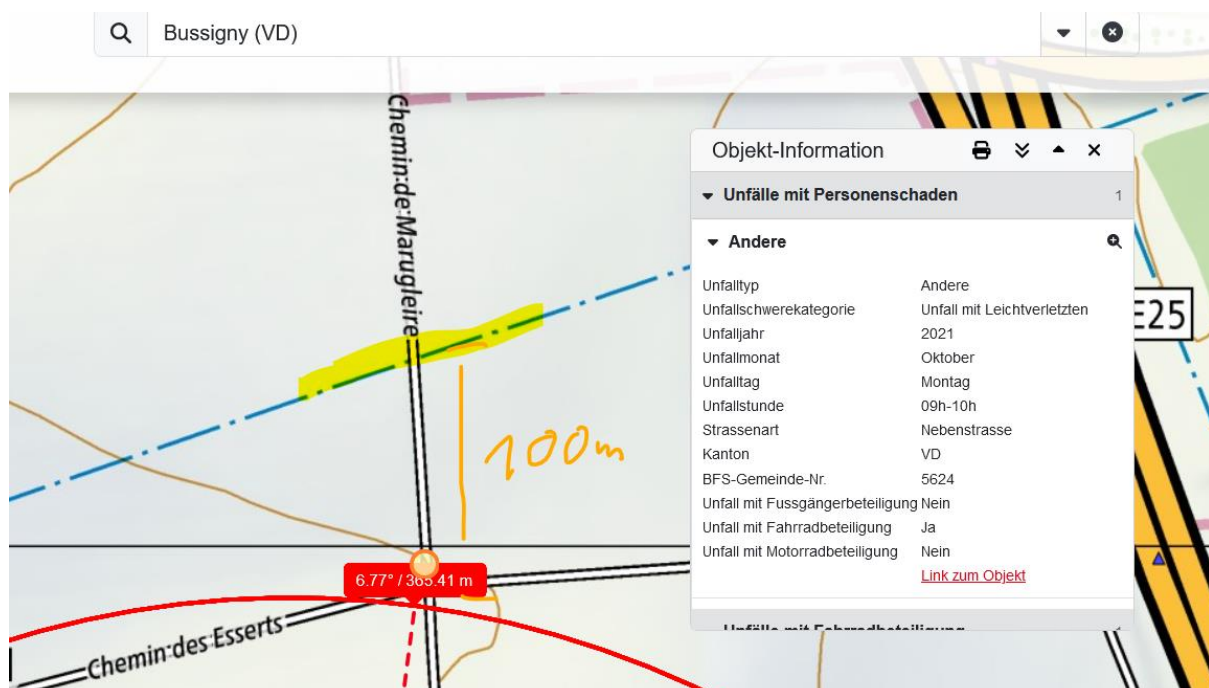 Bussigny (VD)
Chemin de Marugleire
Objekt-Information
Unfälle mit Personenschaden 1
Andere
Unfalltyp Andere
Unfallschwerekategorie Unfall mit Leichtverletzten
Unfalljahr 2021
Unfallmonat Oktober
Unfalltag Montag
Unfallstunde 09h-10h
Strassenart Nebenstrasse
Kanton VD
BFS-Gemeinde-Nr. 5624
Unfall mit Fussgängerbeteiligung Nein
Unfall mit Fahrradbeteiligung Ja
Unfall mit Motorradbeteiligung Nein
Link zum Objekt
Unfälle mit Fahrradbeteiligung
E25
100m
6.77° / 365.41 m
Chemin des Esserts